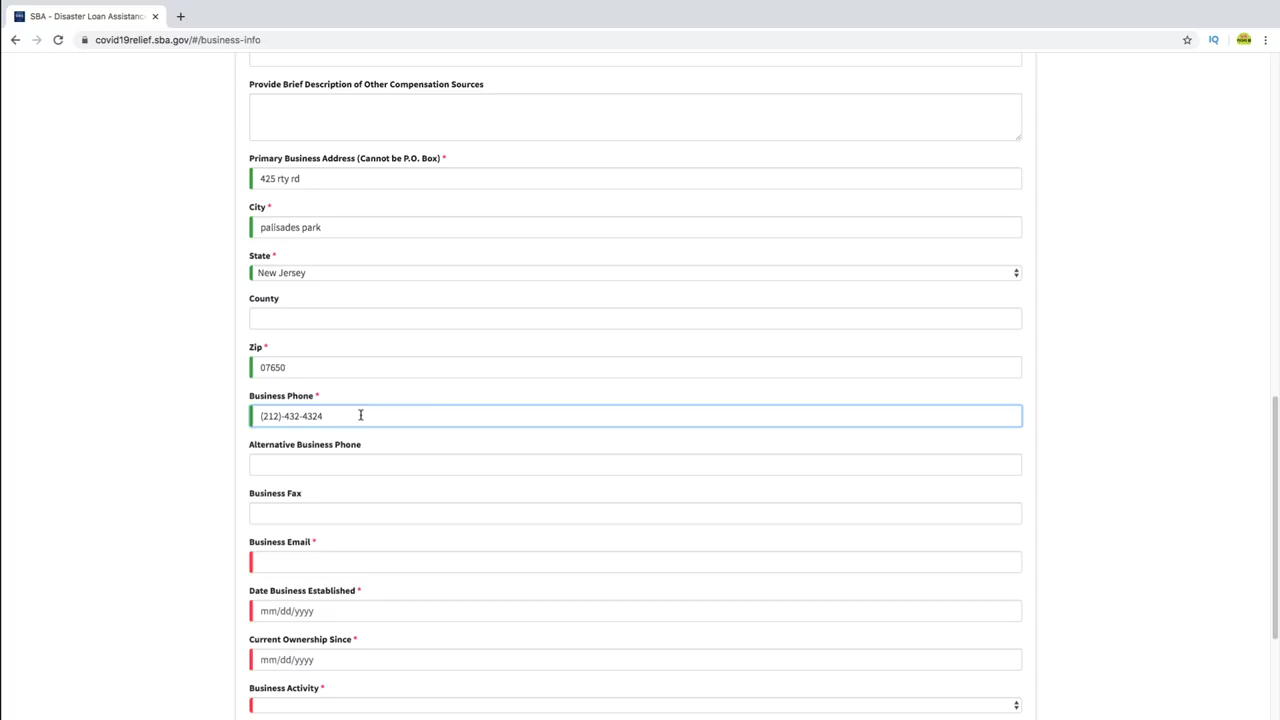 SBA - Disaster Loan Assistance
covid19relief.sba.gov/#/business-info
IQ
Provide Brief Description of Other Compensation Sources
Primary Business Address (Cannot be P.O. Box) *
425 rty rd
City *
palisades park
State *
New Jersey
County
Zip *
07650
Business Phone *
(212)-432-4324
Alternative Business Phone
Business Fax
Business Email *
Date Business Established *
mm/dd/yyyy
Current Ownership Since *
mm/dd/yyyy
Business Activity *